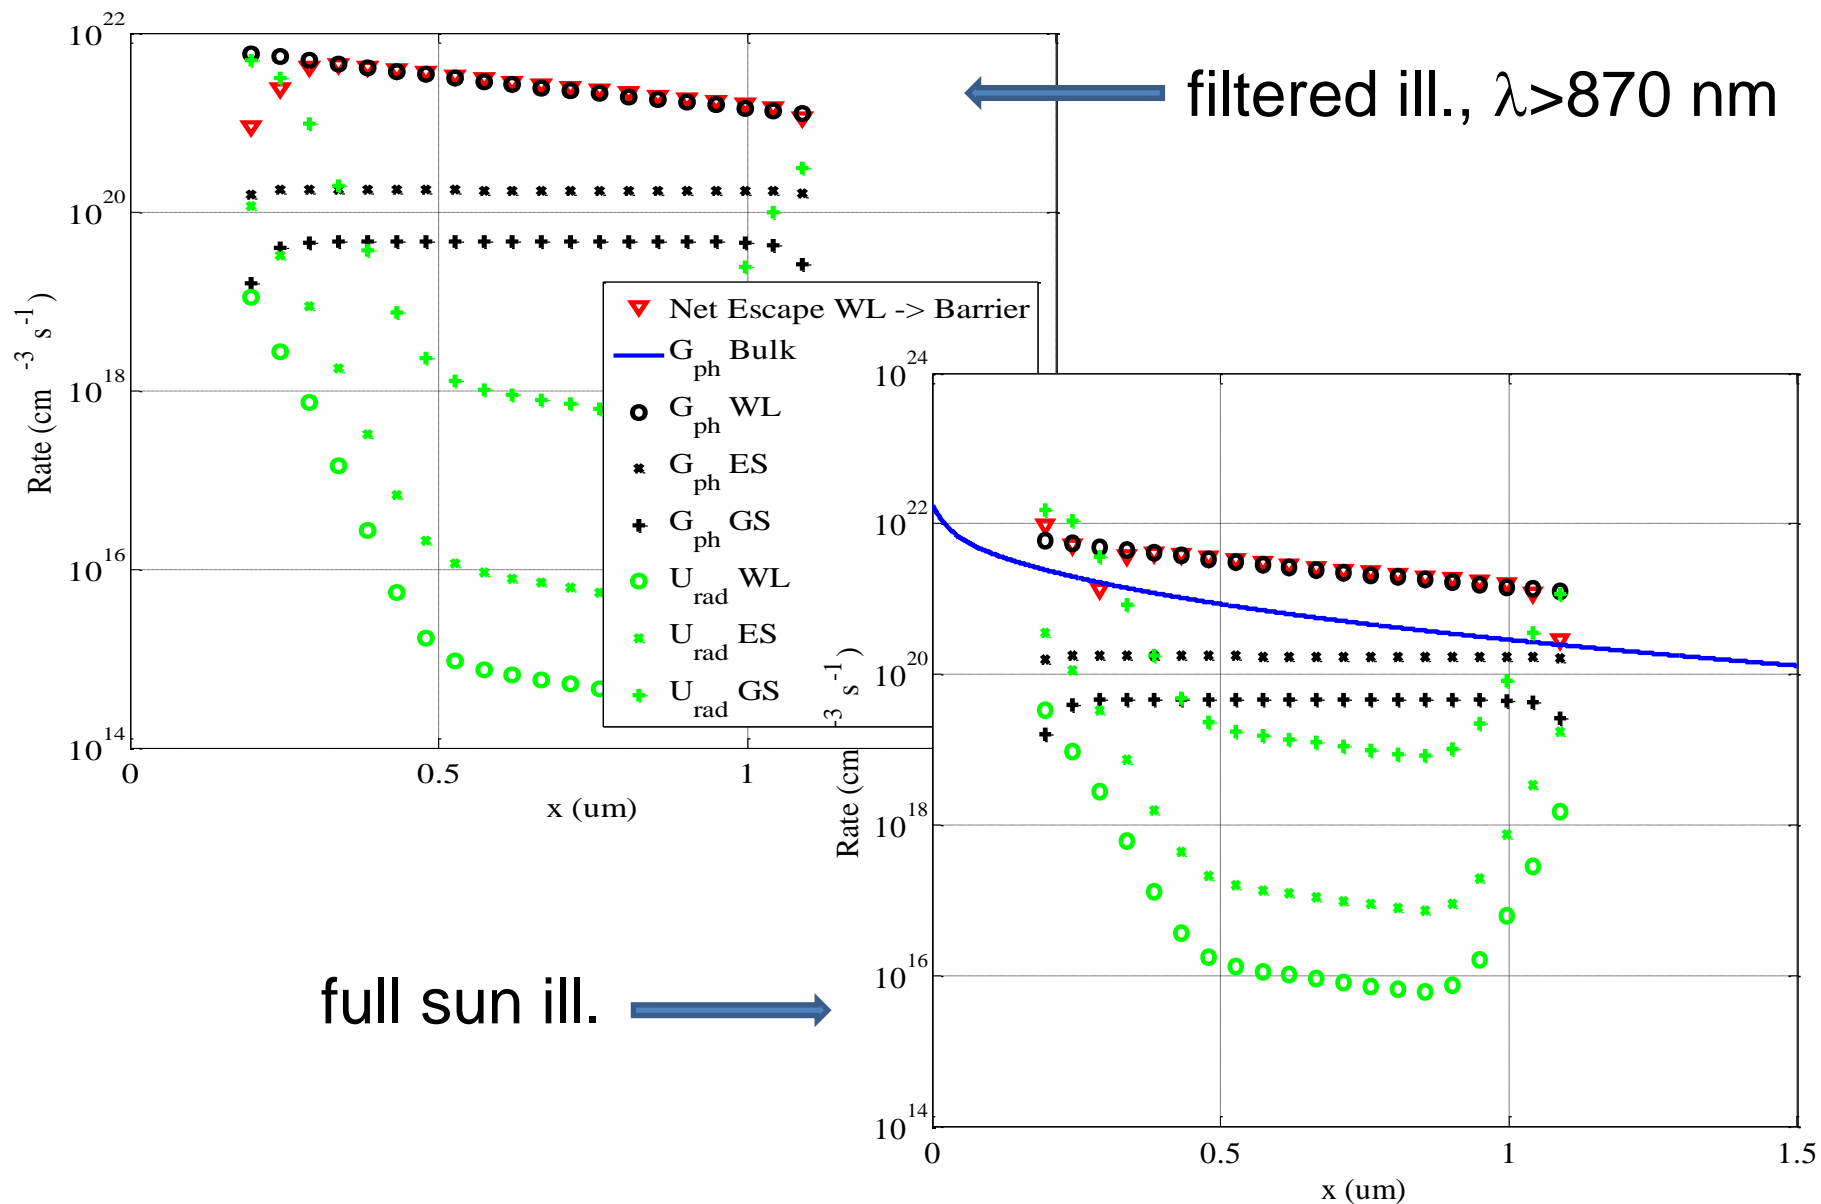 10^22
10^20
10^18
10^16
10^14
Rate (cm^-3 s^-1)
0
0.5
1
x (um)
filtered ill., λ>870 nm
Net Escape WL -> Barrier
G_ph Bulk
G_ph WL
G_ph ES
G_ph GS
U_rad WL
U_rad ES
U_rad GS
10^24
10^22
10^20
10^18
10^16
10^14
Rate (cm^-3 s^-1)
0
0.5
1
1.5
x (um)
full sun ill.